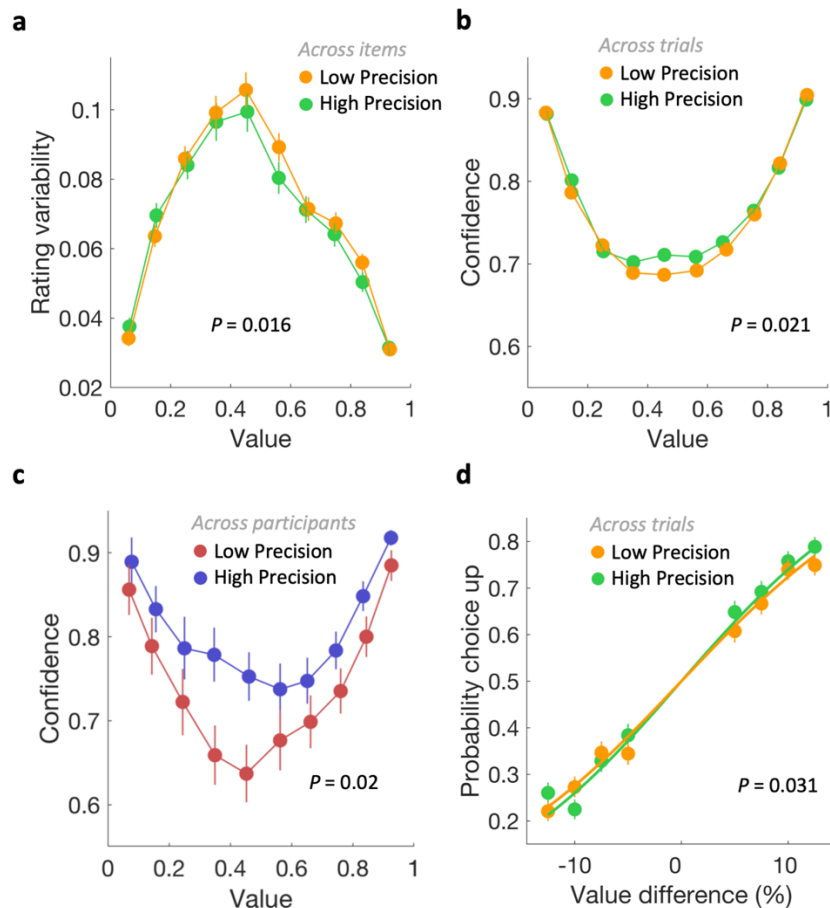 a
Across items
Low Precision
High Precision
Rating variability
0.1
0.08
0.06
0.04
0.02
P = 0.016
0
0.2
0.4
0.6
0.8
1
Value
b
Across trials
Low Precision
High Precision
Confidence
0.9
0.8
0.7
0.6
P = 0.021
0
0.2
0.4
0.6
0.8
1
Value
c
Across participants
Low Precision
High Precision
Confidence
0.9
0.8
0.7
0.6
P = 0.02
0
0.2
0.4
0.6
0.8
1
Value
d
Across trials
Low Precision
High Precision
Probability choice up
0.8
0.7
0.6
0.5
0.4
0.3
0.2
P = 0.031
-10
0
10
Value difference (%)